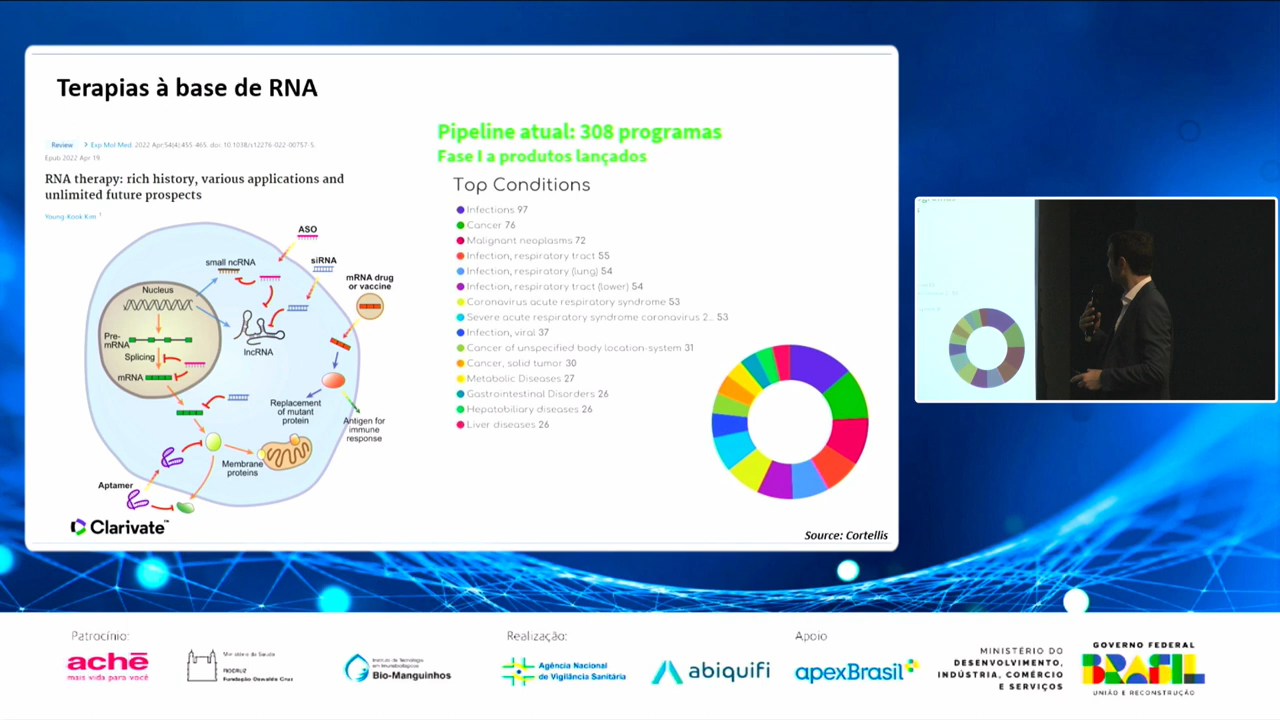 Terapias à base de RNA
Review > Exp Mol Med. 2022 Apr;54(4):455-465. doi: 10.1038/s12276-022-00757-5.
Epub 2022 Apr 19.
RNA therapy: rich history, various applications and
unlimited future prospects
Young-Kook Kim 1
ASO
siRNA
small ncRNA
mRNA drug
or vaccine
Nucleus
Pre-
mRNA
Splicing
lncRNA
mRNA
Replacement
of mutant
protein
Antigen for
immune
response
Membrane
proteins
Aptamer
Clarivate™
Pipeline atual: 308 programas
Fase I a produtos lançados
Top Conditions
Infections 97
Cancer 76
Malignant neoplasms 72
Infection, respiratory tract 55
Infection, respiratory (lung) 54
Infection, respiratory tract (lower) 54
Coronavirus acute respiratory syndrome 53
Severe acute respiratory syndrome coronavirus 2... 53
Infection, viral 37
Cancer of unspecified body location-system 31
Cancer, solid tumor 30
Metabolic Diseases 27
Gastrointestinal Disorders 26
Hepatobiliary diseases 26
Liver diseases 26
Source: Cortellis
Patrocínio:
achē
mais vida para você
Ministério da Saúde
FIOCRUZ
Fundação Oswaldo Cruz
Instituto de Tecnologia
em Imunobiológicos
Bio-Manguinhos
Realização:
Agência Nacional
de Vigilância Sanitária
abiquifi
Apoio
apexBrasil
MINISTÉRIO DO
DESENVOLVIMENTO,
INDÚSTRIA, COMÉRCIO
E SERVIÇOS
GOVERNO FEDERAL
BRASIL
UNIÃO E RECONSTRUÇÃO